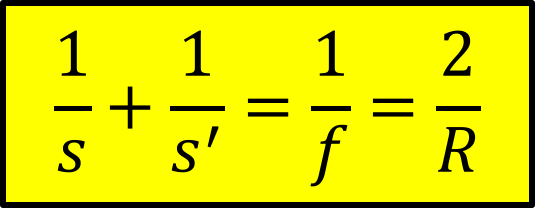 1/s + 1/s′ = 1/f = 2/R